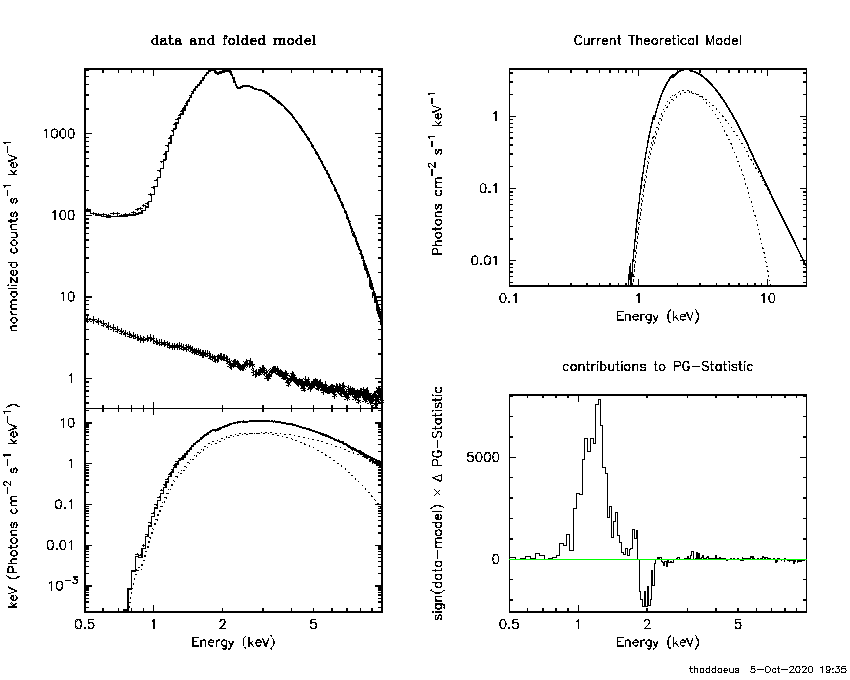 data and folded model
normalized counts s−1 keV−1
1000
100
10
1
keV (Photons cm−2 s−1 keV−1)
10
1
0.1
0.01
10−3
0.5 1 2 5
Energy (keV)
Current Theoretical Model
Photons cm−2 s−1 keV−1
1
0.1
0.01
0.1 1 10
Energy (keV)
contributions to PG−Statistic
sign(data−model) × Δ PG−Statistic
5000
0
0.5 1 2 5
Energy (keV)
thaddaeus 5−Oct−2020 19:35